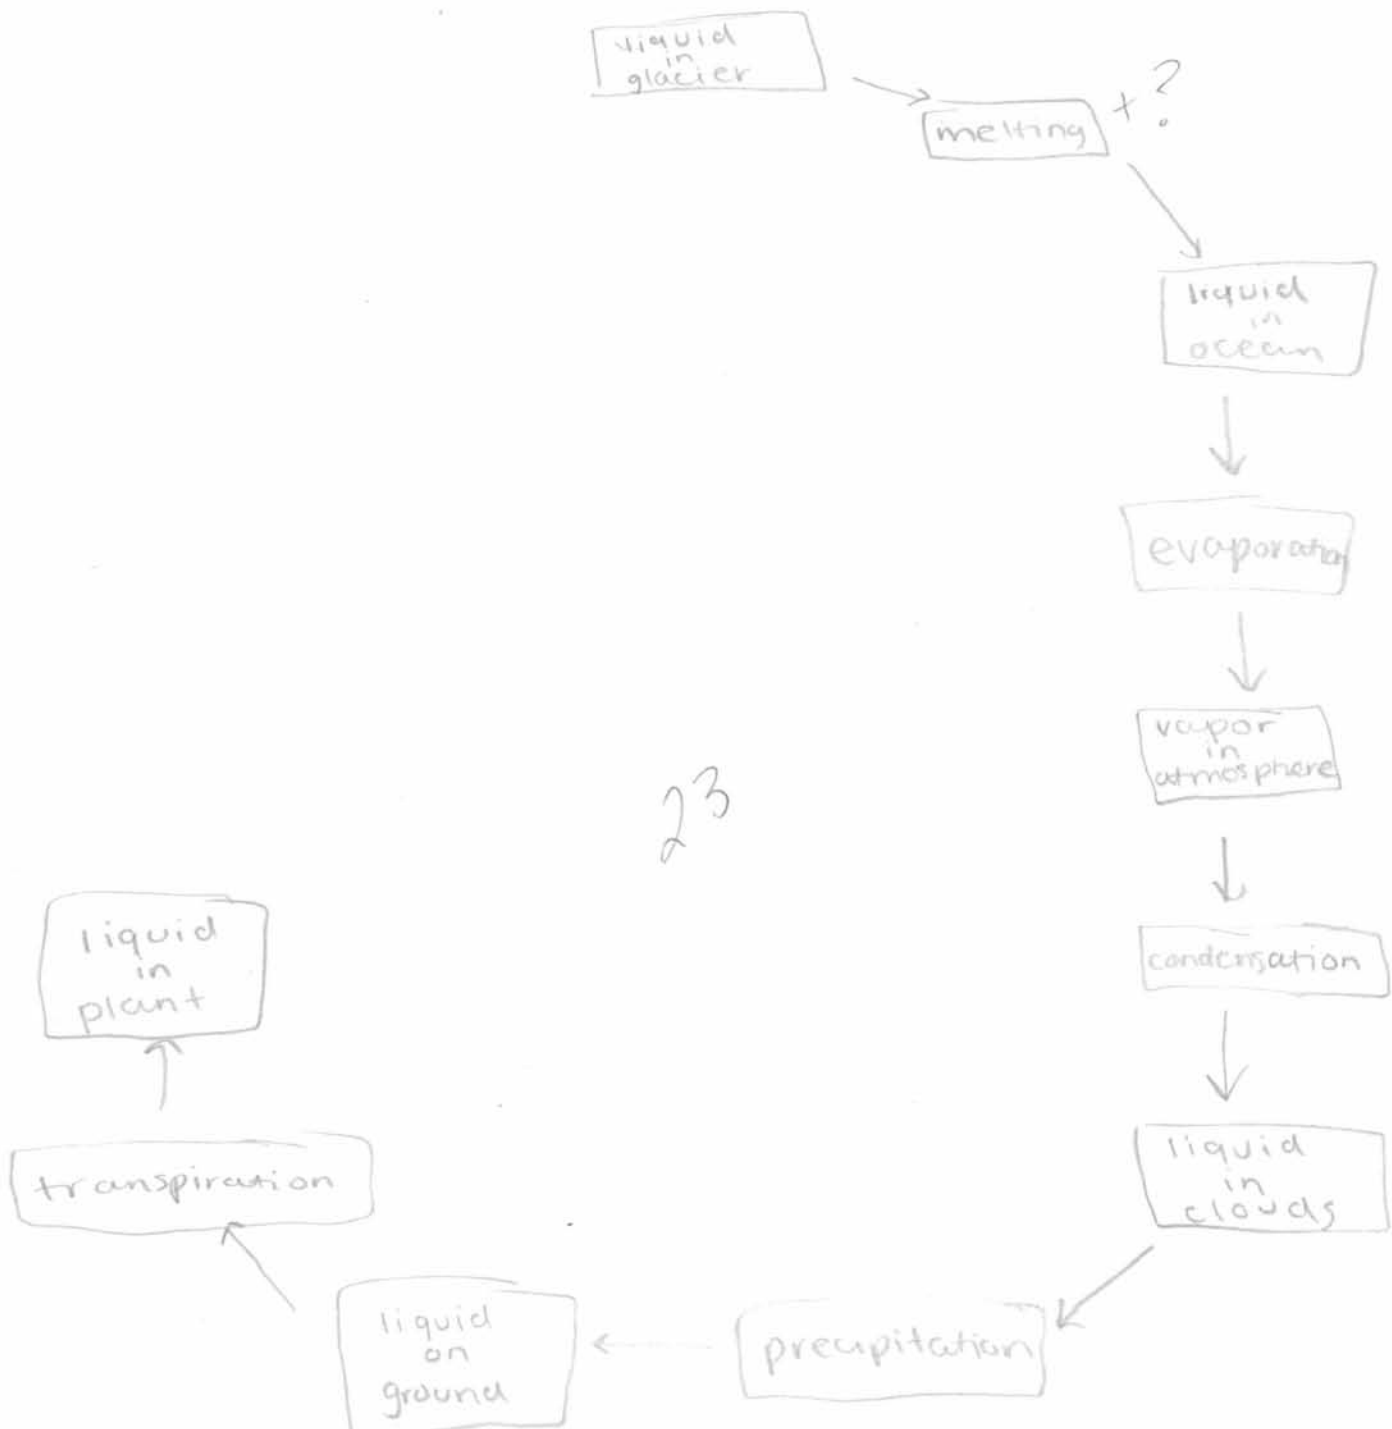 liquid
in
glacier
melting
+ ?
liquid
in
ocean
evaporation
vapor
in
atmosphere
condensation
liquid
in
clouds
precupitation
liquid
on
ground
transpiration
liquid
in
plant
23